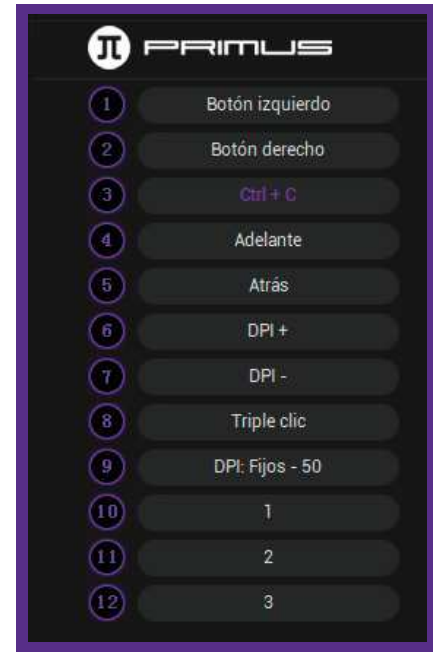 PRIMUS
1 Botón izquierdo
2 Botón derecho
3 Ctrl + C
4 Adelante
5 Atrás
6 DPI +
7 DPI -
8 Triple clic
9 DPI: Fijos - 50
10 1
11 2
12 3